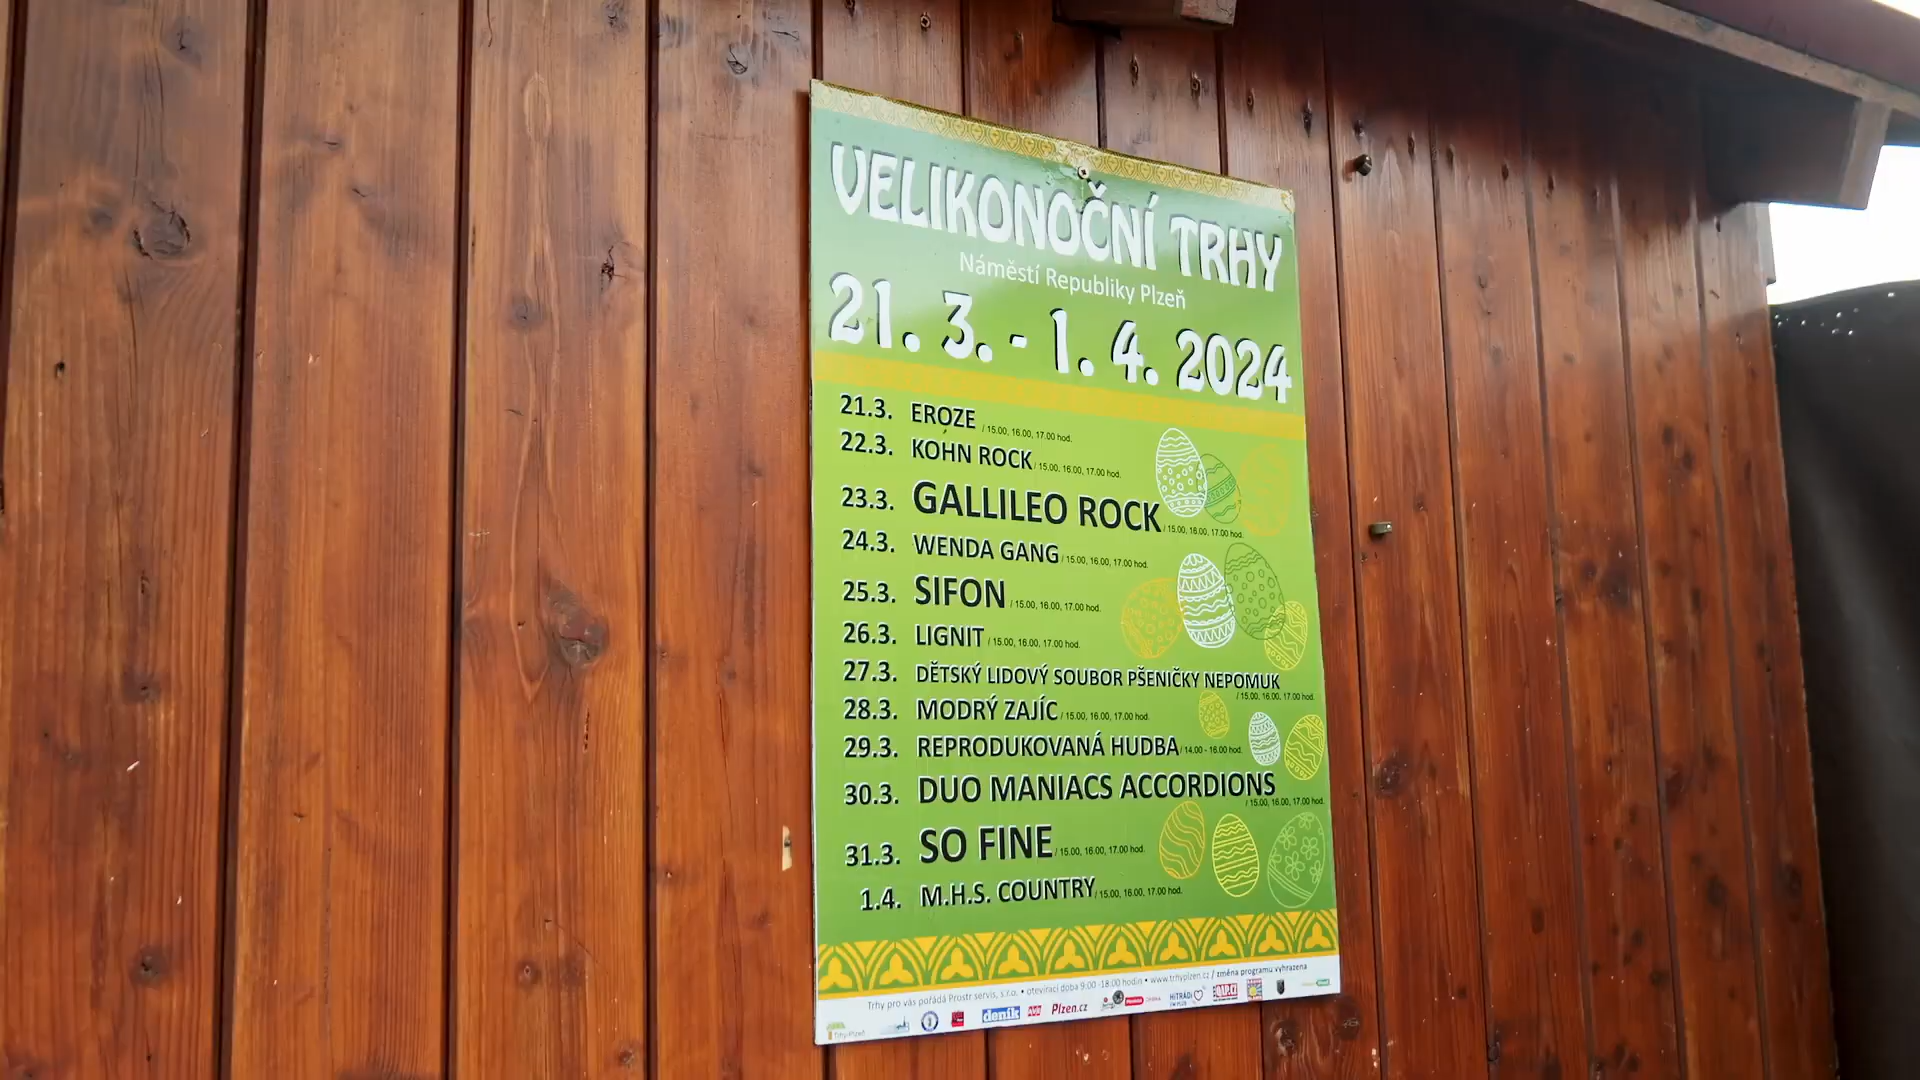 VELIKONOČNÍ TRHY
Náměstí Republiky Plzeň
21. 3. - 1. 4. 2024
21.3. EROZE / 15.00, 16.00, 17.00 hod.
22.3. KOHN ROCK / 15.00, 16.00, 17.00 hod.
23.3. GALLILEO ROCK / 15.00, 16.00, 17.00 hod.
24.3. WENDA GANG / 15.00, 16.00, 17.00 hod.
25.3. SIFON / 15.00, 16.00, 17.00 hod.
26.3. LIGNIT / 15.00, 16.00, 17.00 hod.
27.3. DĚTSKÝ LIDOVÝ SOUBOR PŠENIČKY NEPOMUK
/ 15.00, 16.00, 17.00 hod.
28.3. MODRÝ ZAJÍC / 15.00, 16.00, 17.00 hod.
29.3. REPRODUKOVANÁ HUDBA / 14.00 - 16.00 hod.
30.3. DUO MANIACS ACCORDIONS
/ 15.00, 16.00, 17.00 hod.
31.3. SO FINE / 15.00, 16.00, 17.00 hod.
1.4. M.H.S. COUNTRY / 15.00, 16.00, 17.00 hod.
Trhy pro vás pořádá Prostr servis, s.r.o. • otevírací doba 9.00 -18.00 hodin • www.trhyplzen.cz / změna programu vyhrazena
Trhy-Plzeň deník Plzen.cz HITRÁDIO